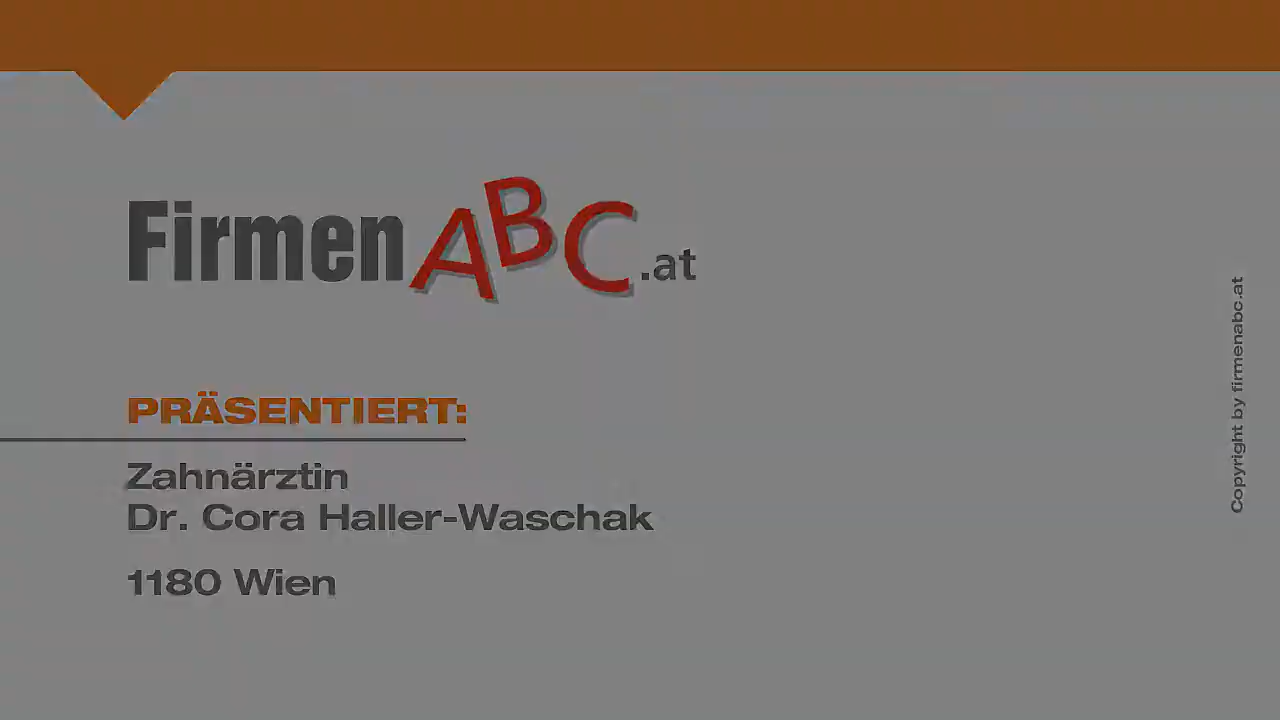 FirmenABC.at
PRÄSENTIERT:
Zahnärztin
Dr. Cora Haller-Waschak
1180 Wien
Copyright by firmenabc.at